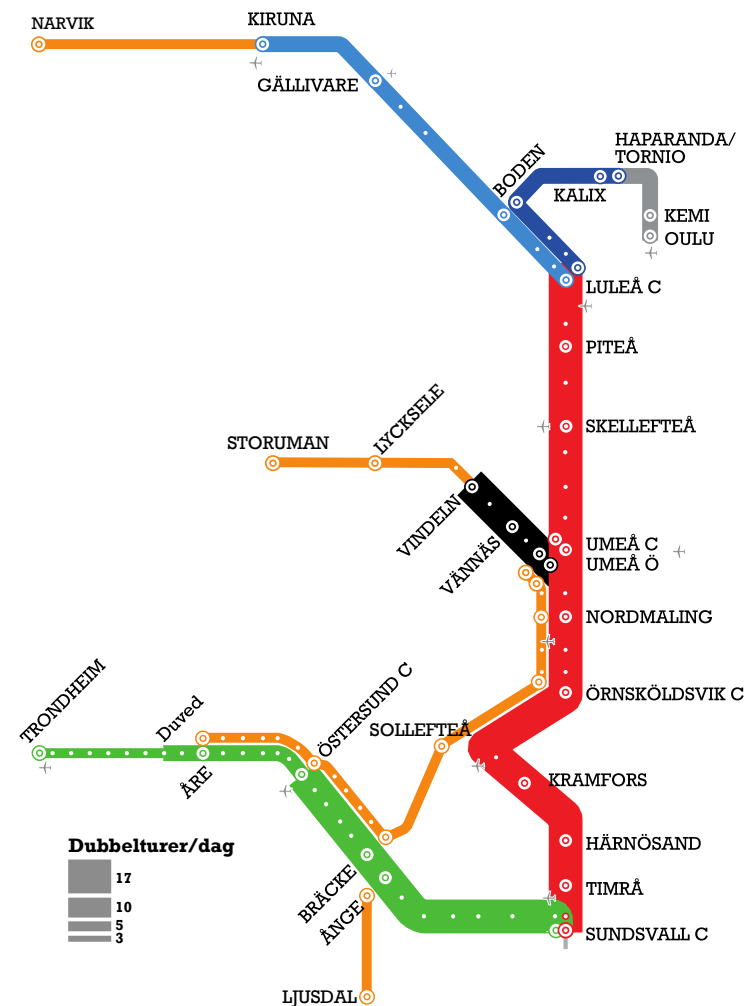 KIRUNA
NARVIK
GÄLLIVARE
HAPARANDA/
TORNIO
BODEN
KALIX
KEMI
OULU
LULEÅ C
PITEÅ
SKELLEFTEÅ
LYCKSELE
STORUMAN
VINDELN
VÄNNÄS
UMEÅ C
UMEÅ Ö
NORDMALING
ÖRNSKÖLDSVIK C
TRONDHEIM
Duved
ÖSTERSUND C
SOLLEFTEÅ
ÅRE
KRAMFORS
HÄRNÖSAND
TIMRÅ
SUNDSVALL C
BRÄCKE
ÅNGE
LJUSDAL
Dubbelturer/dag
17
10
5
3